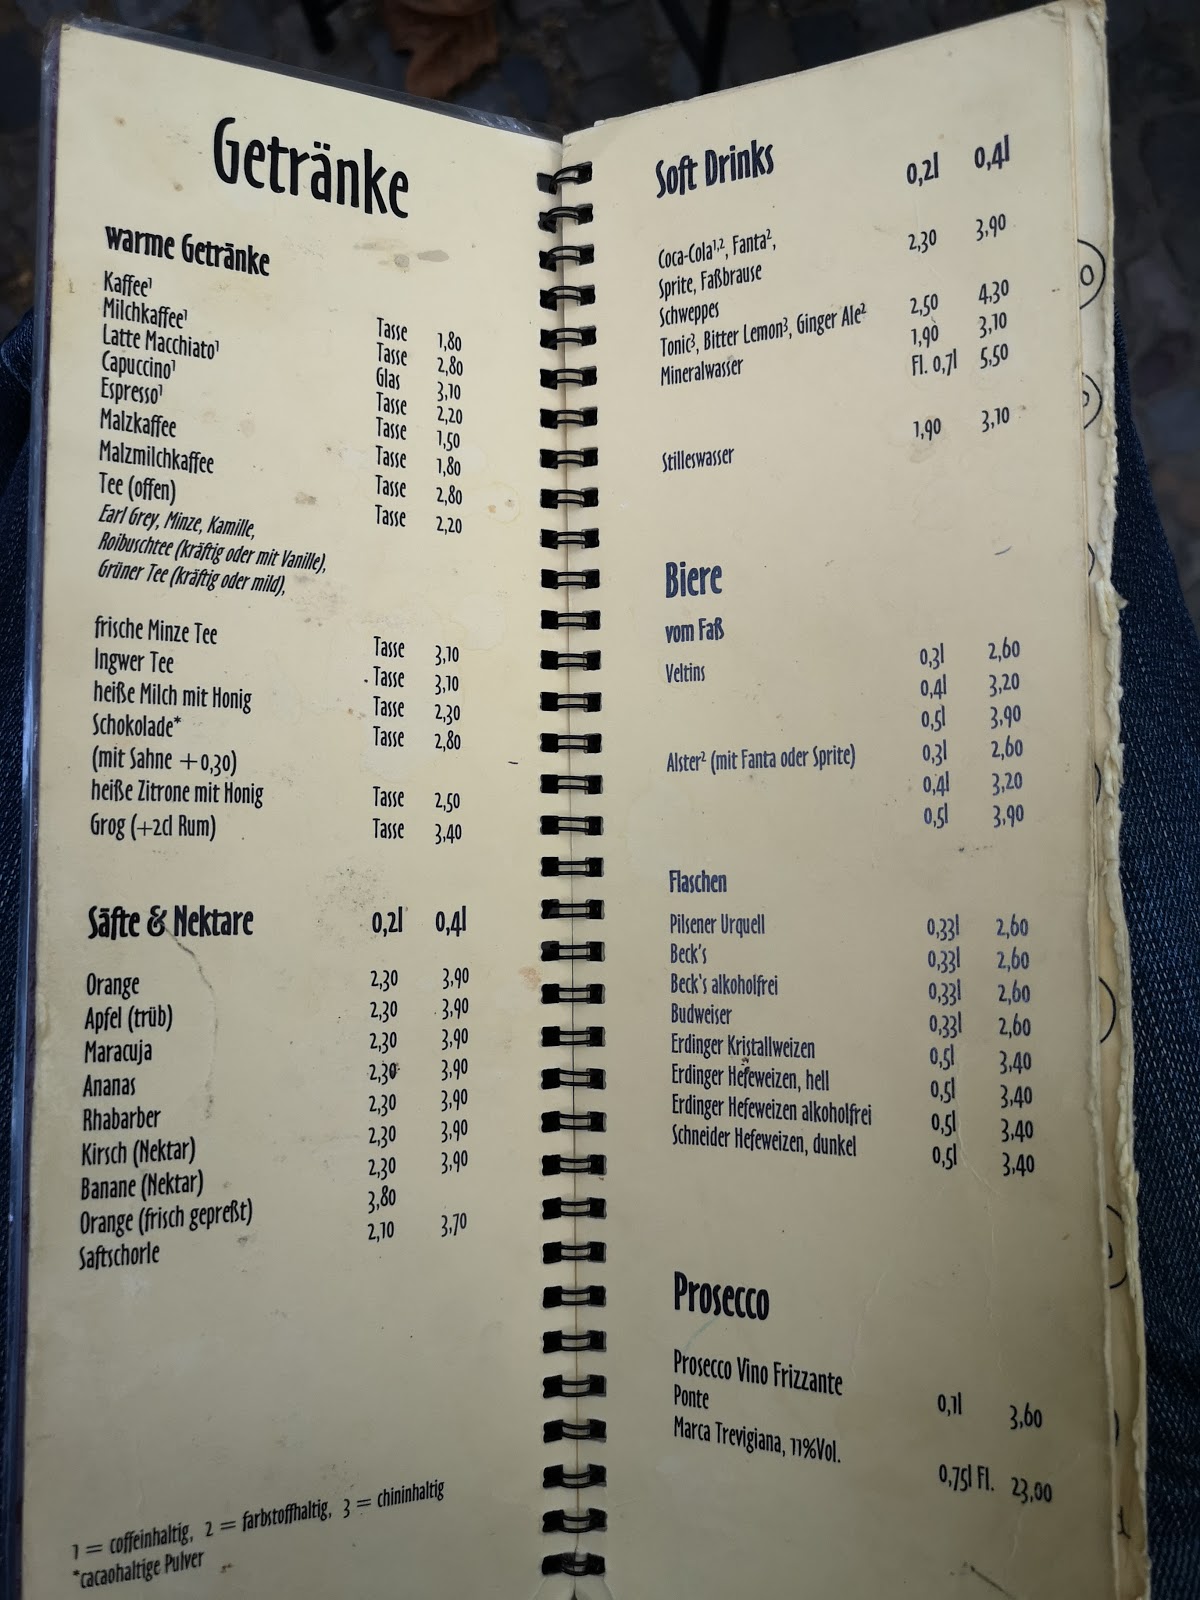 Getränke
warme Getränke
Kaffee¹ Tasse 1,80
Milchkaffee¹ Tasse 2,80
Latte Macchiato¹ Glas 3,10
Capuccino¹ Tasse 2,20
Espresso¹ Tasse 1,50
Malzkaffee Tasse 1,80
Malzmilchkaffee Tasse 2,80
Tee (offen) Tasse 2,20
Earl Grey, Minze, Kamille,
Roibuschtee (kräftig oder mit Vanille),
Grüner Tee (kräftig oder mild),
frische Minze Tee Tasse 3,10
Ingwer Tee Tasse 3,10
heiße Milch mit Honig Tasse 2,30
Schokolade* Tasse 2,80
(mit Sahne +0,30)
heiße Zitrone mit Honig Tasse 2,50
Grog (+2cl Rum) Tasse 3,40
Säfte & Nektare 0,2l 0,4l
Orange 2,30 3,90
Apfel (trüb) 2,30 3,90
Maracuja 2,30 3,90
Ananas 2,30 3,90
Rhabarber 2,30 3,90
Kirsch (Nektar) 2,30 3,90
Banane (Nektar) 2,30 3,90
Orange (frisch gepreßt) 3,80
Saftschorle 2,10 3,70
1 = coffeinhaltig, 2 = farbstoffhaltig, 3 = chininhaltig
*cacaohaltige Pulver
Soft Drinks 0,2l 0,4l
Coca-Cola¹,², Fanta², 2,30 3,90
Sprite, Faßbrause
Schweppes
Tonic³, Bitter Lemon³, Ginger Ale² 2,50 4,30
Mineralwasser 1,90 3,10
Fl. 0,7l 5,50
Stilleswasser 1,90 3,10
Biere
vom Faß
Veltins 0,3l 2,60
0,4l 3,20
0,5l 3,90
Alster² (mit Fanta oder Sprite) 0,3l 2,60
0,4l 3,20
0,5l 3,90
Flaschen
Pilsener Urquell 0,33l 2,60
Beck's 0,33l 2,60
Beck's alkoholfrei 0,33l 2,60
Budweiser 0,33l 2,60
Erdinger Kristallweizen 0,5l 3,40
Erdinger Hefeweizen, hell 0,5l 3,40
Erdinger Hefeweizen alkoholfrei 0,5l 3,40
Schneider Hefeweizen, dunkel 0,5l 3,40
Prosecco
Prosecco Vino Frizzante
Ponte 0,1l 3,60
Marca Trevigiana, 11%Vol.
0,75l Fl. 23,00